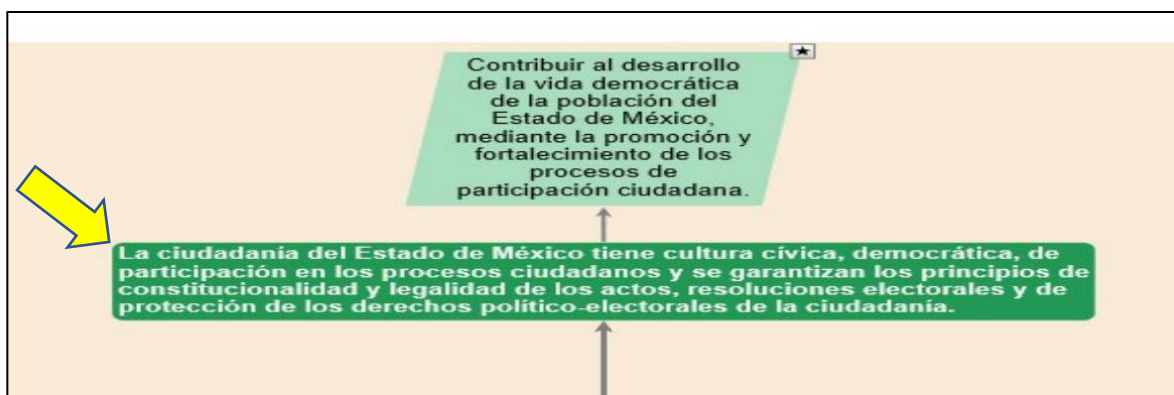 Contribuir al desarrollo
de la vida democrática
de la población del
Estado de México,
mediante la promoción y
fortalecimiento de los
procesos de
participación ciudadana.
La ciudadanía del Estado de México tiene cultura cívica, democrática, de
participación en los procesos ciudadanos y se garantizan los principios de
constitucionalidad y legalidad de los actos, resoluciones electorales y de
protección de los derechos político-electorales de la ciudadanía.